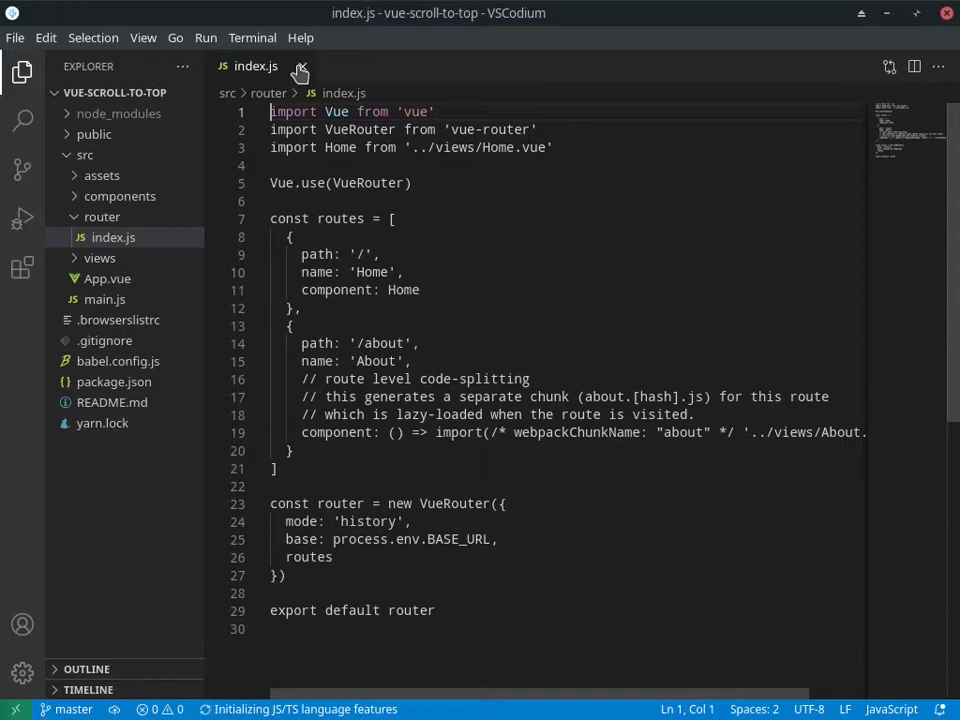 index.js - vue-scroll-to-top - VSCodium
File Edit Selection View Go Run Terminal Help
EXPLORER
VUE-SCROLL-TO-TOP
node_modules
public
src
assets
components
router
JS index.js
views
App.vue
JS main.js
.browserslistrc
.gitignore
babel.config.js
package.json
README.md
yarn.lock
OUTLINE
TIMELINE
JS index.js
src > router > JS index.js
1 import Vue from 'vue'
2 import VueRouter from 'vue-router'
3 import Home from '../views/Home.vue'
4
5 Vue.use(VueRouter)
6
7 const routes = [
8 {
9 path: '/',
10 name: 'Home',
11 component: Home
12 },
13 {
14 path: '/about',
15 name: 'About',
16 // route level code-splitting
17 // this generates a separate chunk (about.[hash].js) for this route
18 // which is lazy-loaded when the route is visited.
19 component: () => import(/* webpackChunkName: "about" */ '../views/About.
20 }
21 ]
22
23 const router = new VueRouter({
24 mode: 'history',
25 base: process.env.BASE_URL,
26 routes
27 })
28
29 export default router
30
master 0 0 Initializing JS/TS language features Ln 1, Col 1 Spaces: 2 UTF-8 LF JavaScript